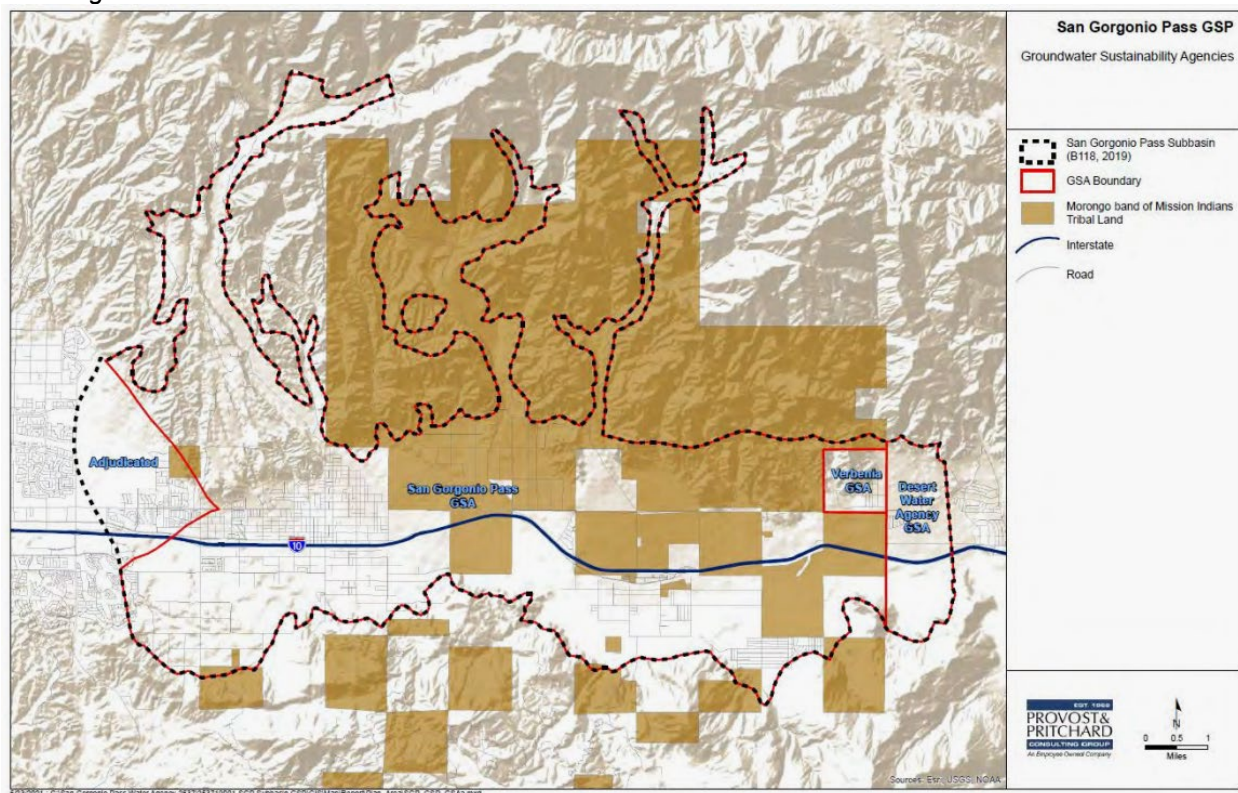 San Gorgonio Pass GSP
Groundwater Sustainability Agencies
San Gorgonio Pass Subbasin
(B118, 2019)
GSA Boundary
Morongo band of Mission Indians
Tribal Land
Interstate
Road
Adjudicated
San Gorgonio Pass
GSA
Verbenia
GSA
Desert
Water
Agency
GSA
10
EST. 1968
PROVOST&
PRITCHARD
CONSULTING GROUP
An Employee Owned Company
N
0 0.5 1
Miles
Sources: Esri, USGS, NOAA